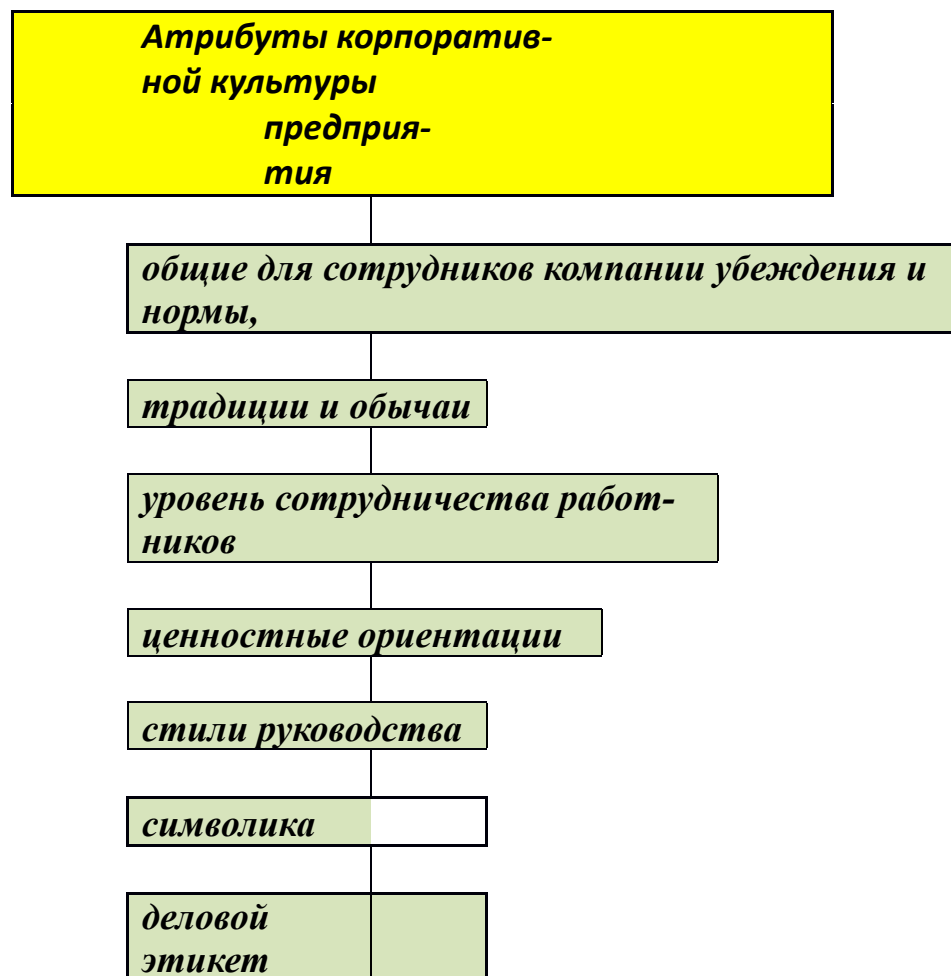 Атрибуты корпоратив-
ной культуры
предприя-
тия
общие для сотрудников компании убеждения и
нормы,
традиции и обычаи
уровень сотрудничества работ-
ников
ценностные ориентации
стили руководства
символика
деловой
этикет